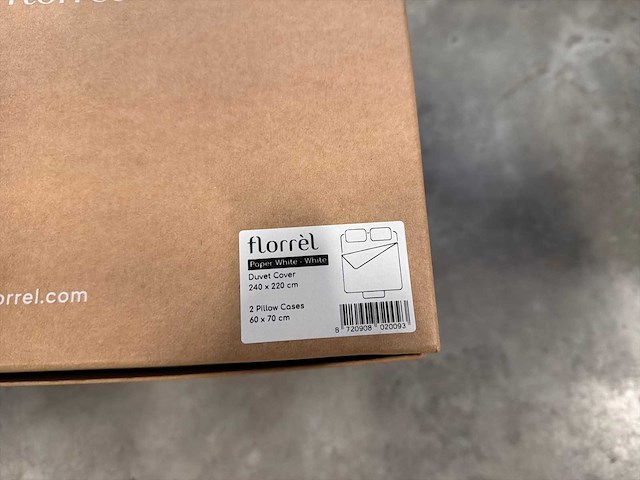 florrèl
Paper White - White
Duvet Cover
240 x 220 cm
2 Pillow Cases
60 x 70 cm
8 720908 020093
orrel.com